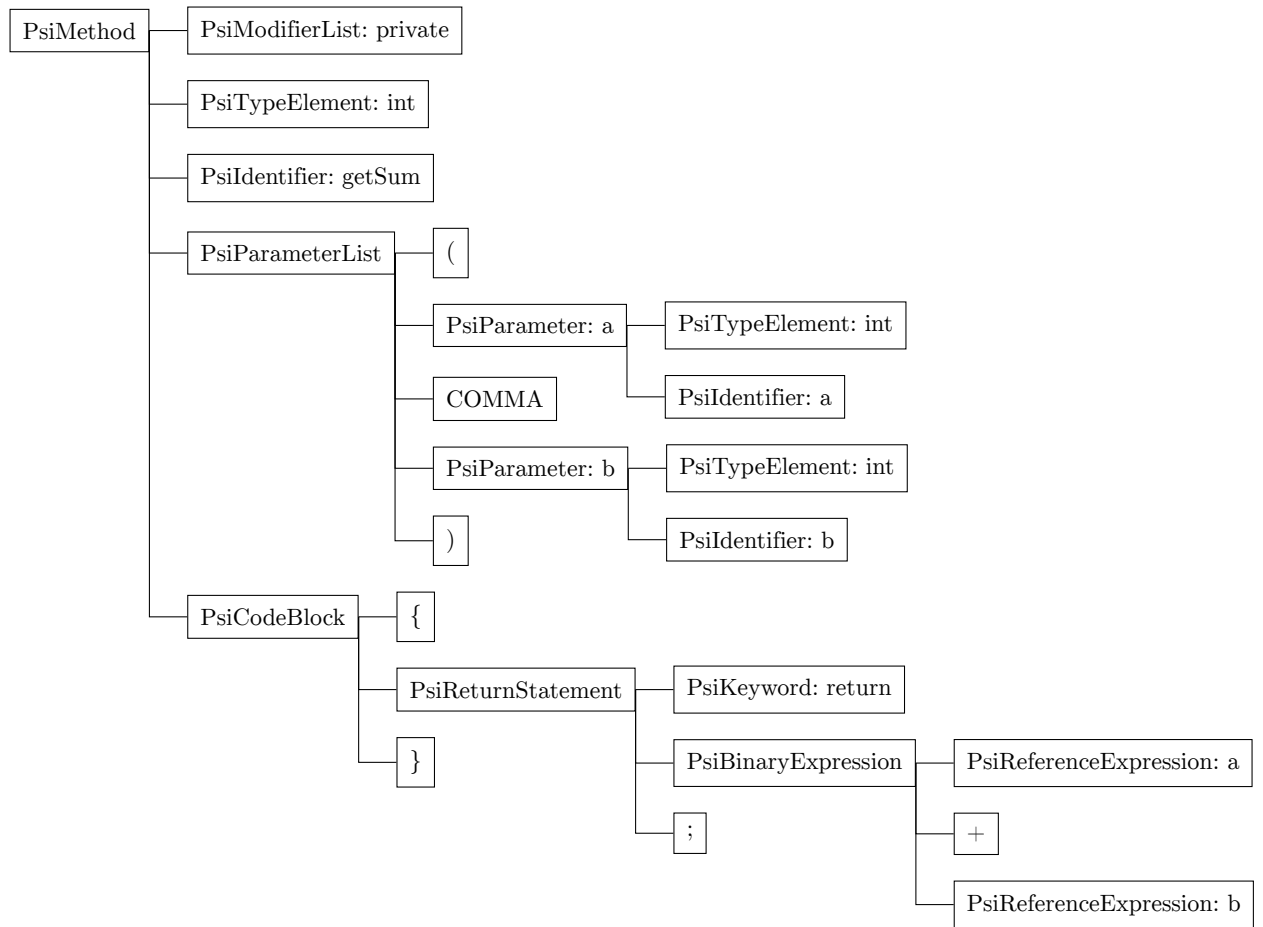 PsiMethod
PsiModifierList: private
PsiTypeElement: int
PsiIdentifier: getSum
PsiParameterList
(
PsiParameter: a
PsiTypeElement: int
PsiIdentifier: a
COMMA
PsiParameter: b
PsiTypeElement: int
PsiIdentifier: b
)
PsiCodeBlock
{
PsiReturnStatement
PsiKeyword: return
PsiBinaryExpression
PsiReferenceExpression: a
+
PsiReferenceExpression: b
;
}